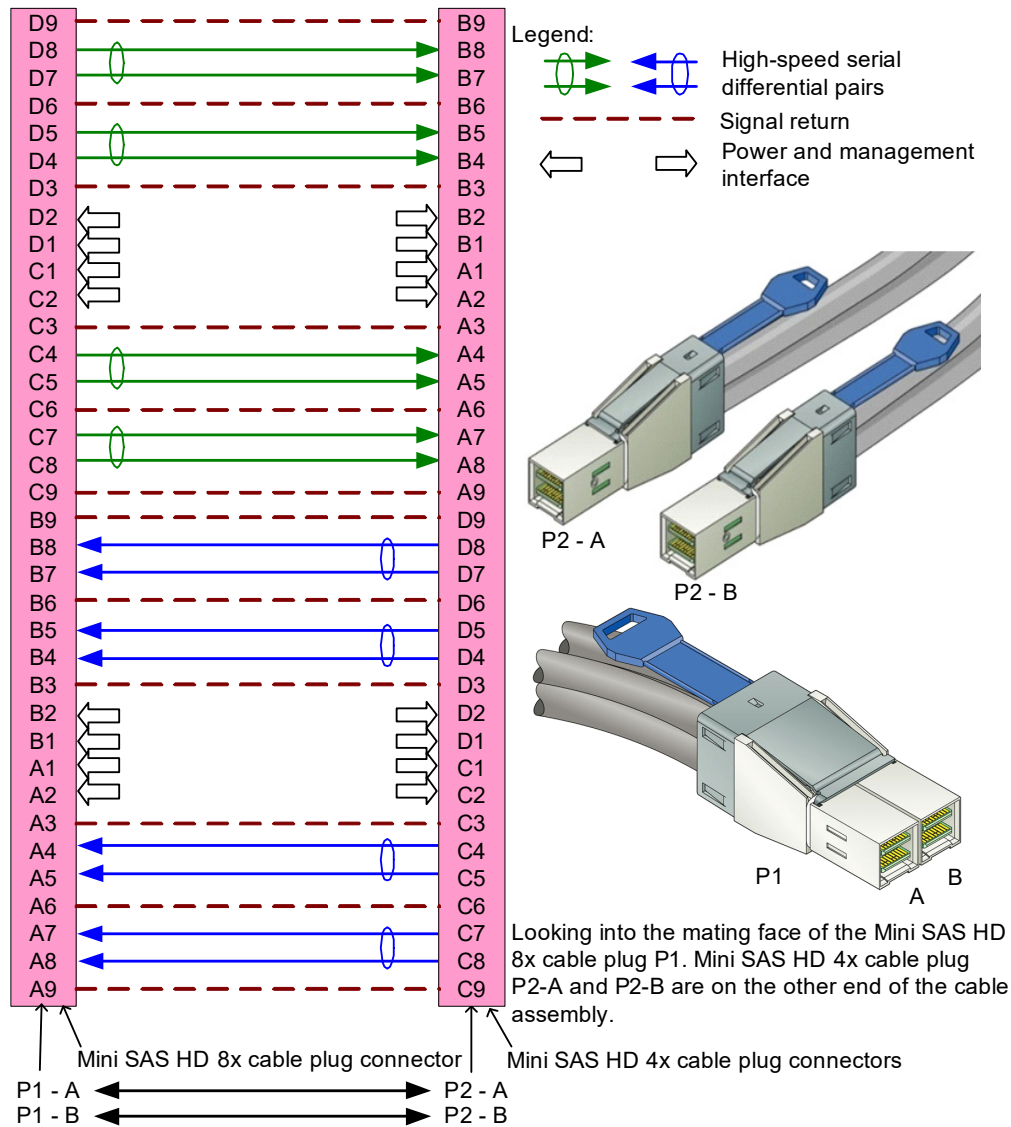 D9 B9
D8 B8
D7 B7
D6 B6
D5 B5
D4 B4
D3 B3
D2 B2
D1 B1
C1 A1
C2 A2
C3 A3
C4 A4
C5 A5
C6 A6
C7 A7
C8 A8
C9 A9
B9 D9
B8 D8
B7 D7
B6 D6
B5 D5
B4 D4
B3 D3
B2 D2
B1 D1
A1 C1
A2 C2
A3 C3
A4 C4
A5 C5
A6 C6
A7 C7
A8 C8
A9 C9
Mini SAS HD 8x cable plug connector
Mini SAS HD 4x cable plug connectors
P1 - A P2 - A
P1 - B P2 - B
Legend:
High-speed serial
differential pairs
Signal return
Power and management
interface
P2 - A
P2 - B
P1
A
B
Looking into the mating face of the Mini SAS HD
8x cable plug P1. Mini SAS HD 4x cable plug
P2-A and P2-B are on the other end of the cable
assembly.